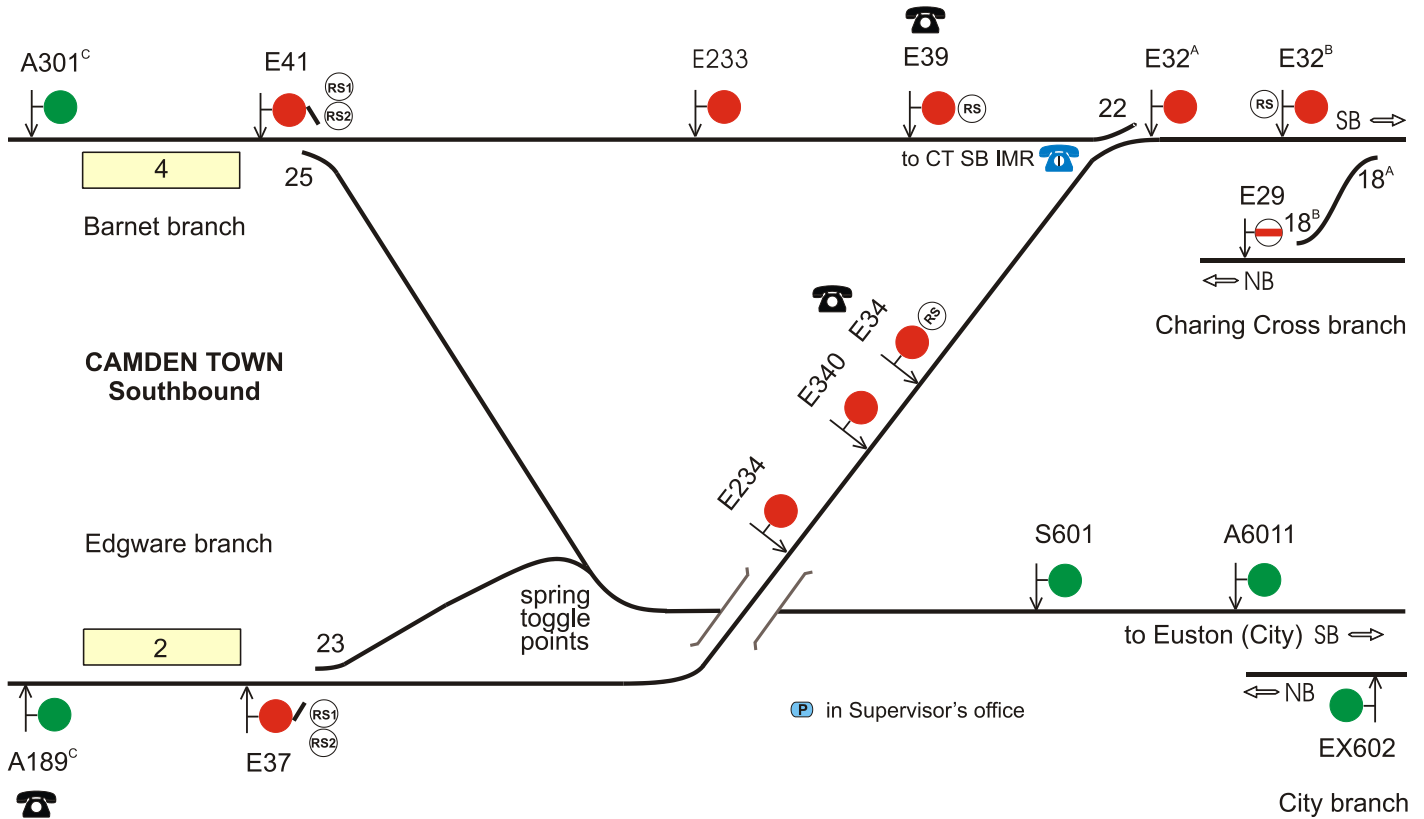 A301ᶜ
E41
RS1
RS2
E233
E39
RS
E32ᴬ
E32ᴮ
RS
SB
22
to CT SB IMR
4
25
Barnet branch
18ᴬ
E29
18ᴮ
NB
Charing Cross branch
CAMDEN TOWN
Southbound
E34
RS
E340
E234
Edgware branch
spring
toggle
points
S601
A6011
2
23
to Euston (City) SB
NB
RS1
RS2
P in Supervisor's office
A189ᶜ
E37
EX602
City branch